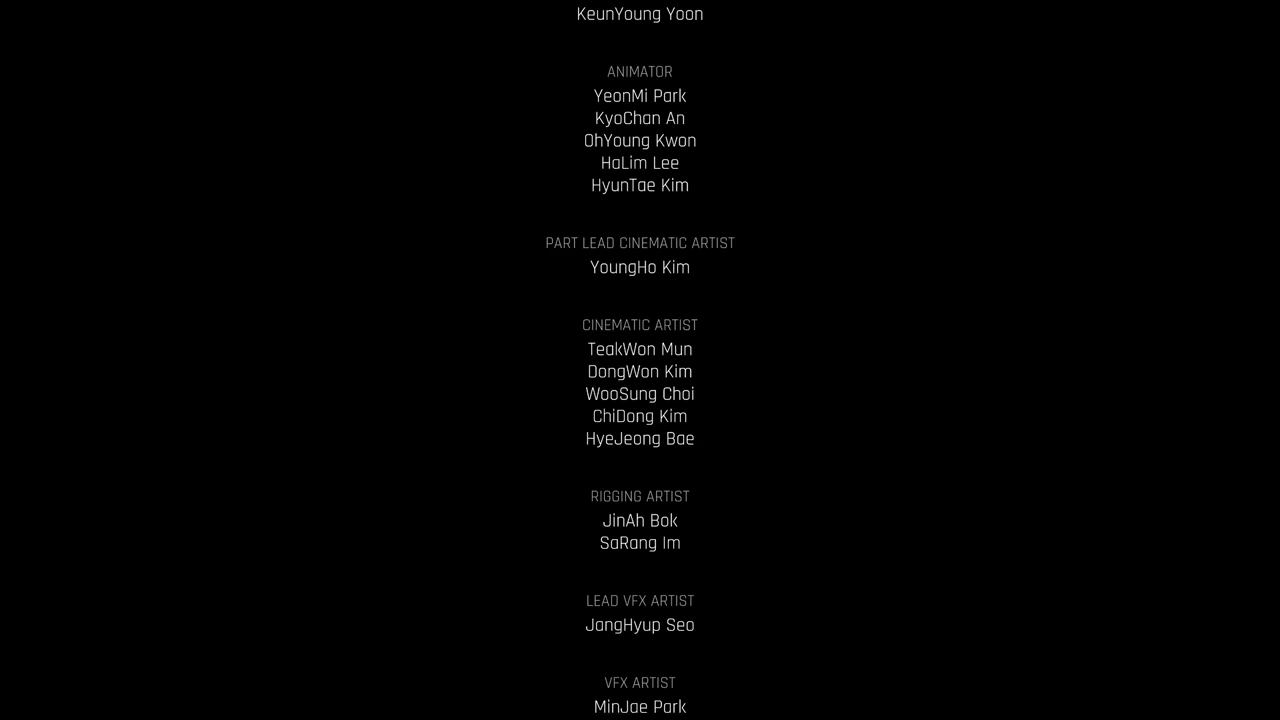 KeunYoung Yoon
ANIMATOR
YeonMi Park
KyoChan An
OhYoung Kwon
HaLim Lee
HyunTae Kim
PART LEAD CINEMATIC ARTIST
YoungHo Kim
CINEMATIC ARTIST
TeakWon Mun
DongWon Kim
WooSung Choi
ChiDong Kim
HyeJeong Bae
RIGGING ARTIST
JinAh Bok
SaRang Im
LEAD VFX ARTIST
JangHyup Seo
VFX ARTIST
MinJae Park